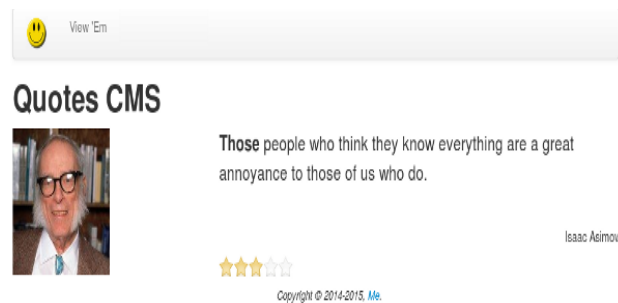 View 'Em
Quotes CMS
Those people who think they know everything are a great
annoyance to those of us who do.
Isaac Asimov
Copyright © 2014-2015, Me.